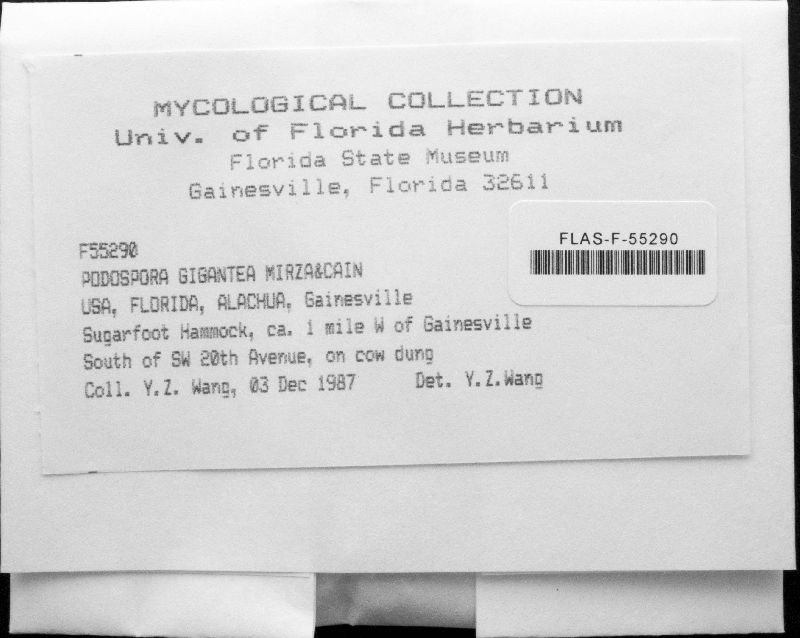 MYCOLOGICAL COLLECTION
Univ. of Florida Herbarium
Florida State Museum
Gainesville, Florida 32611
FLAS-F-55290
F55290
PODOSPORA GIGANTEA MIRZA&CAIN
USA, FLORIDA, ALACHUA, Gainesville
Sugarfoot Hammock, ca. 1 mile W of Gainesville
South of SW 20th Avenue, on cow dung
Coll. Y.Z. Wang, 03 Dec 1987 Det. Y.Z.Wang